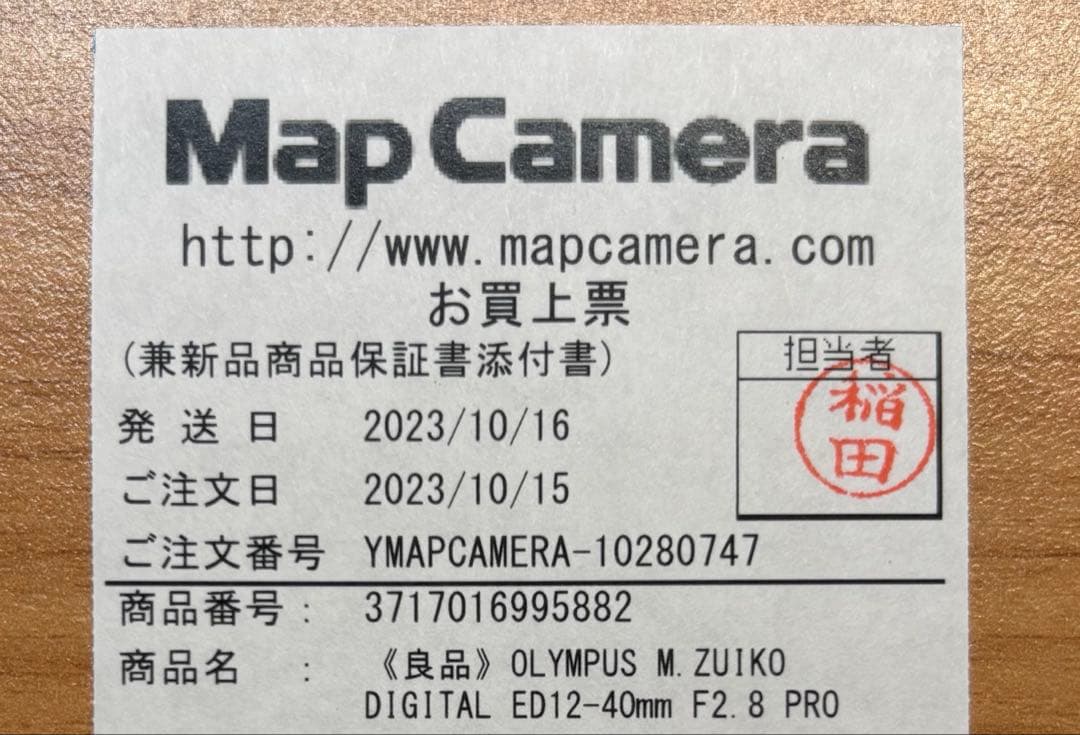 Map Camera
http://www.mapcamera.com
お買上票
(兼新品商品保証書添付書)
担当者
稲田
発送日 2023/10/16
ご注文日 2023/10/15
ご注文番号 YMAPCAMERA-10280747
商品番号: 3717016995882
商品名 : 《良品》OLYMPUS M.ZUIKO
DIGITAL ED12-40mm F2.8 PRO